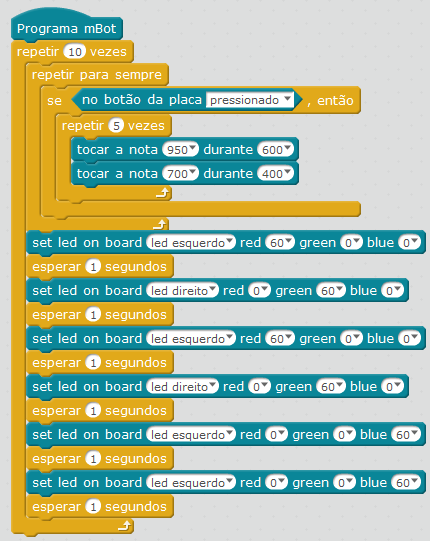 Programa mBot
repetir 10 vezes
repetir para sempre
se no botão da placa pressionado , então
repetir 5 vezes
tocar a nota 950 durante 600
tocar a nota 700 durante 400
set led on board led esquerdo red 60 green 0 blue 0
esperar 1 segundos
set led on board led direito red 0 green 60 blue 0
esperar 1 segundos
set led on board led esquerdo red 60 green 0 blue 0
esperar 1 segundos
set led on board led direito red 0 green 60 blue 0
esperar 1 segundos
set led on board led esquerdo red 0 green 0 blue 60
esperar 1 segundos
set led on board led esquerdo red 0 green 0 blue 60
esperar 1 segundos